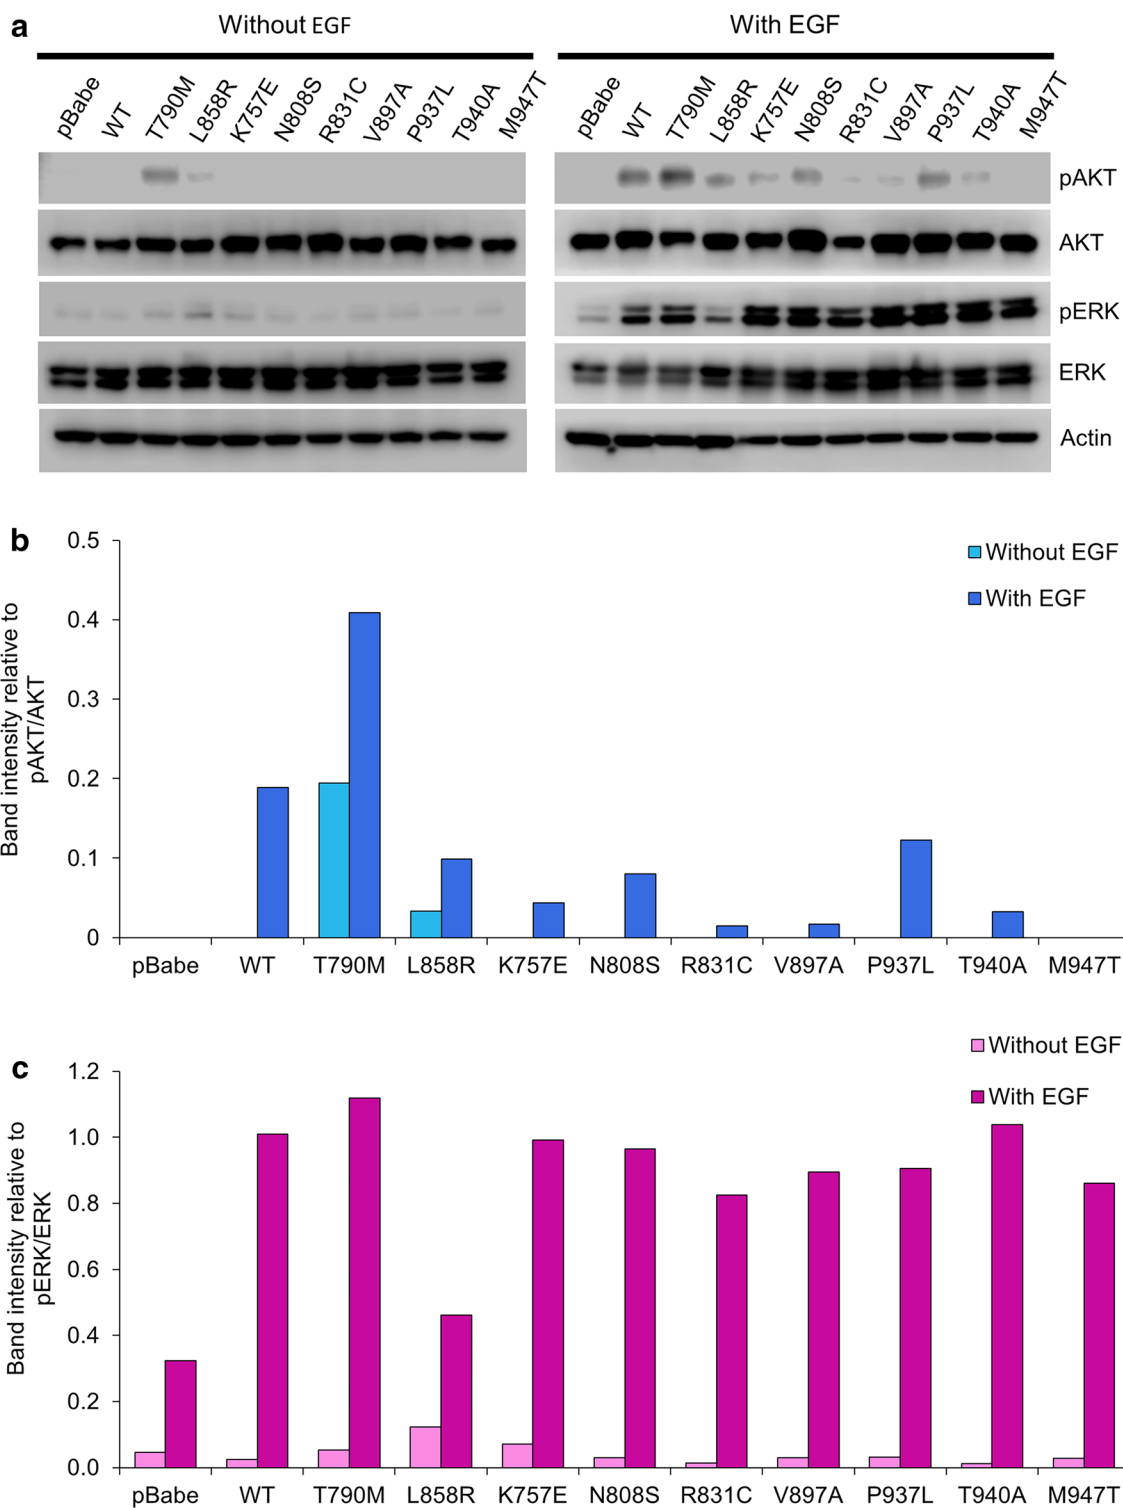 a
Without EGF
With EGF
pBabe WT T790M L858R K757E N808S R831C V897A P937L T940A M947T
pBabe WT T790M L858R K757E N808S R831C V897A P937L T940A M947T
pAKT
AKT
pERK
ERK
Actin
b
Band intensity relative to
pAKT/AKT
0.5
0.4
0.3
0.2
0.1
0
Without EGF
With EGF
pBabe WT T790M L858R K757E N808S R831C V897A P937L T940A M947T
c
Band intensity relative to
pERK/ERK
1.2
1.0
0.8
0.6
0.4
0.2
0.0
Without EGF
With EGF
pBabe WT T790M L858R K757E N808S R831C V897A P937L T940A M947T